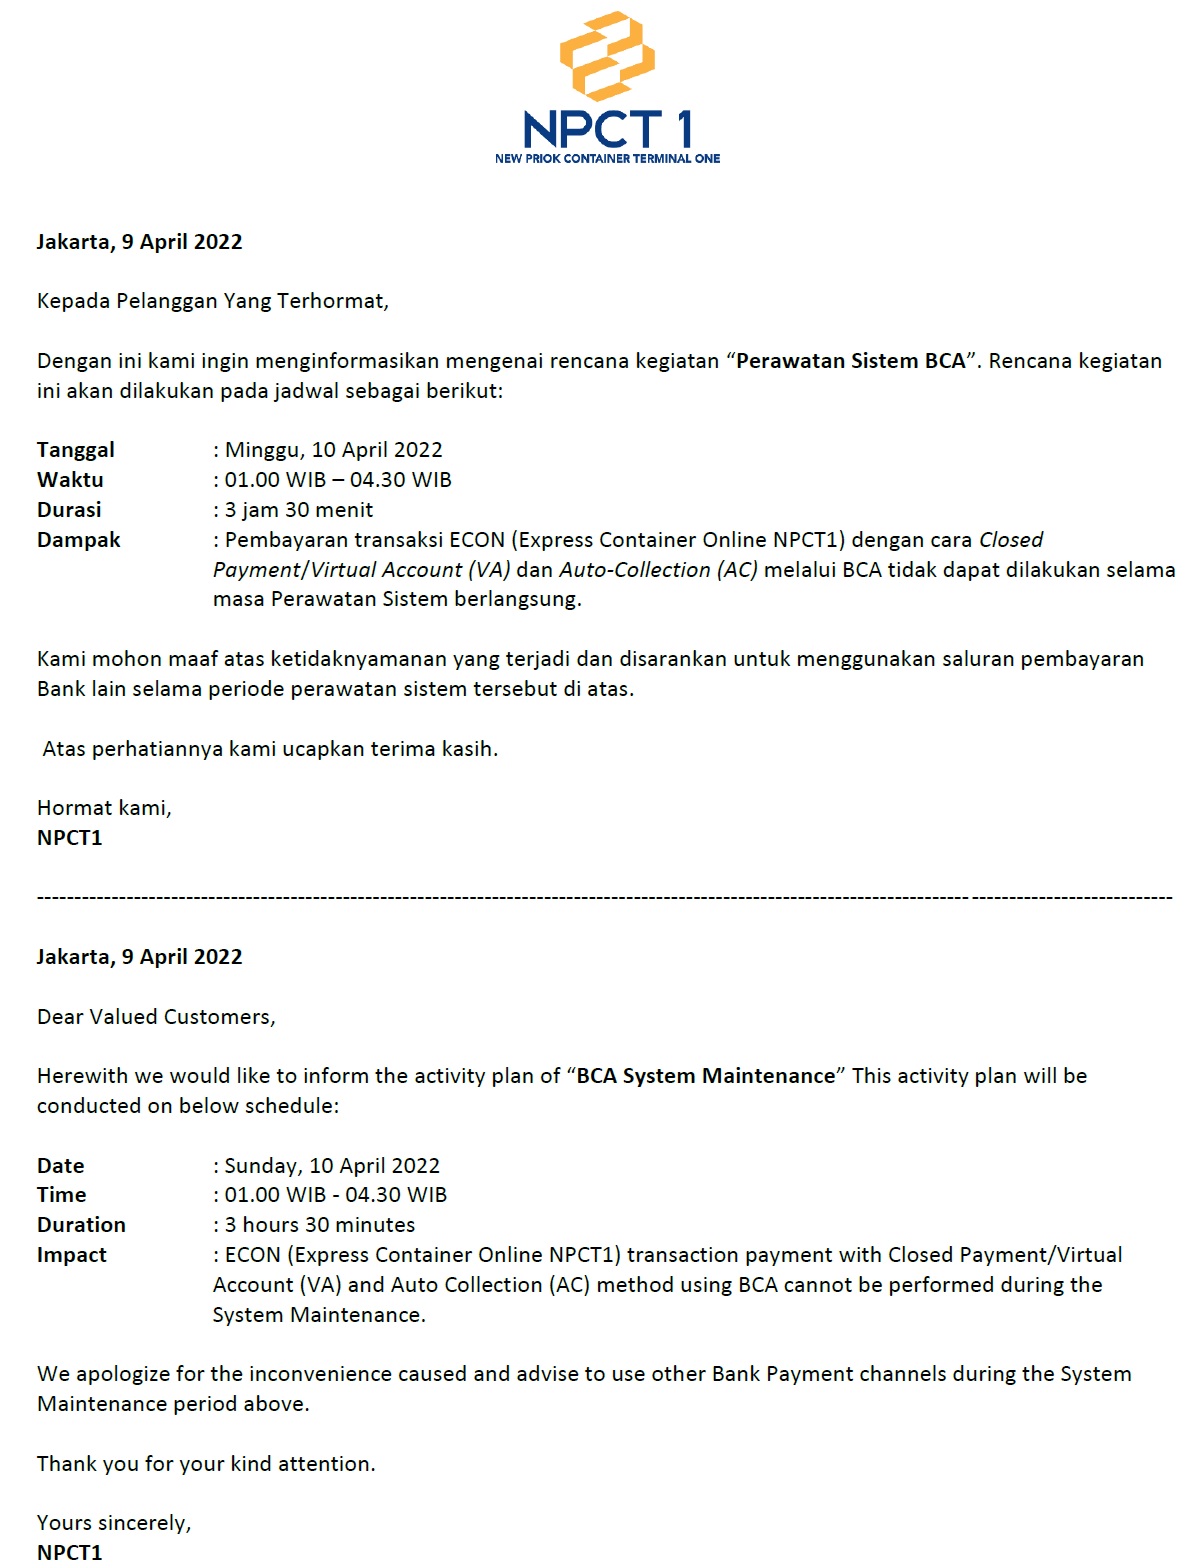 NPCT 1
NEW PRIOK CONTAINER TERMINAL ONE
Jakarta, 9 April 2022
Kepada Pelanggan Yang Terhormat,
Dengan ini kami ingin menginformasikan mengenai rencana kegiatan “Perawatan Sistem BCA”. Rencana kegiatan
ini akan dilakukan pada jadwal sebagai berikut:
Tanggal : Minggu, 10 April 2022
Waktu : 01.00 WIB – 04.30 WIB
Durasi : 3 jam 30 menit
Dampak : Pembayaran transaksi ECON (Express Container Online NPCT1) dengan cara Closed
Payment/Virtual Account (VA) dan Auto-Collection (AC) melalui BCA tidak dapat dilakukan selama
masa Perawatan Sistem berlangsung.
Kami mohon maaf atas ketidaknyamanan yang terjadi dan disarankan untuk menggunakan saluran pembayaran
Bank lain selama periode perawatan sistem tersebut di atas.
Atas perhatiannya kami ucapkan terima kasih.
Hormat kami,
NPCT1
Jakarta, 9 April 2022
Dear Valued Customers,
Herewith we would like to inform the activity plan of “BCA System Maintenance” This activity plan will be
conducted on below schedule:
Date : Sunday, 10 April 2022
Time : 01.00 WIB - 04.30 WIB
Duration : 3 hours 30 minutes
Impact : ECON (Express Container Online NPCT1) transaction payment with Closed Payment/Virtual
Account (VA) and Auto Collection (AC) method using BCA cannot be performed during the
System Maintenance.
We apologize for the inconvenience caused and advise to use other Bank Payment channels during the System
Maintenance period above.
Thank you for your kind attention.
Yours sincerely,
NPCT1